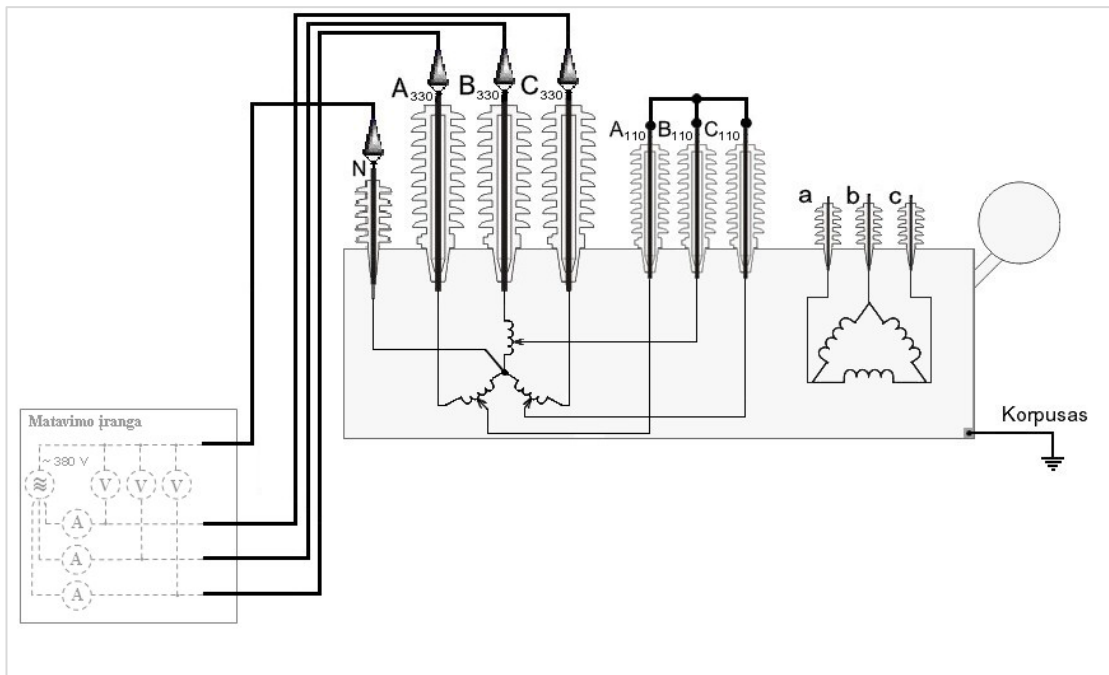 A330 B330 C330
N
A110 B110 C110
a b c
Korpusas
Matavimo įranga
~ 380 V
V V V
A
A
A